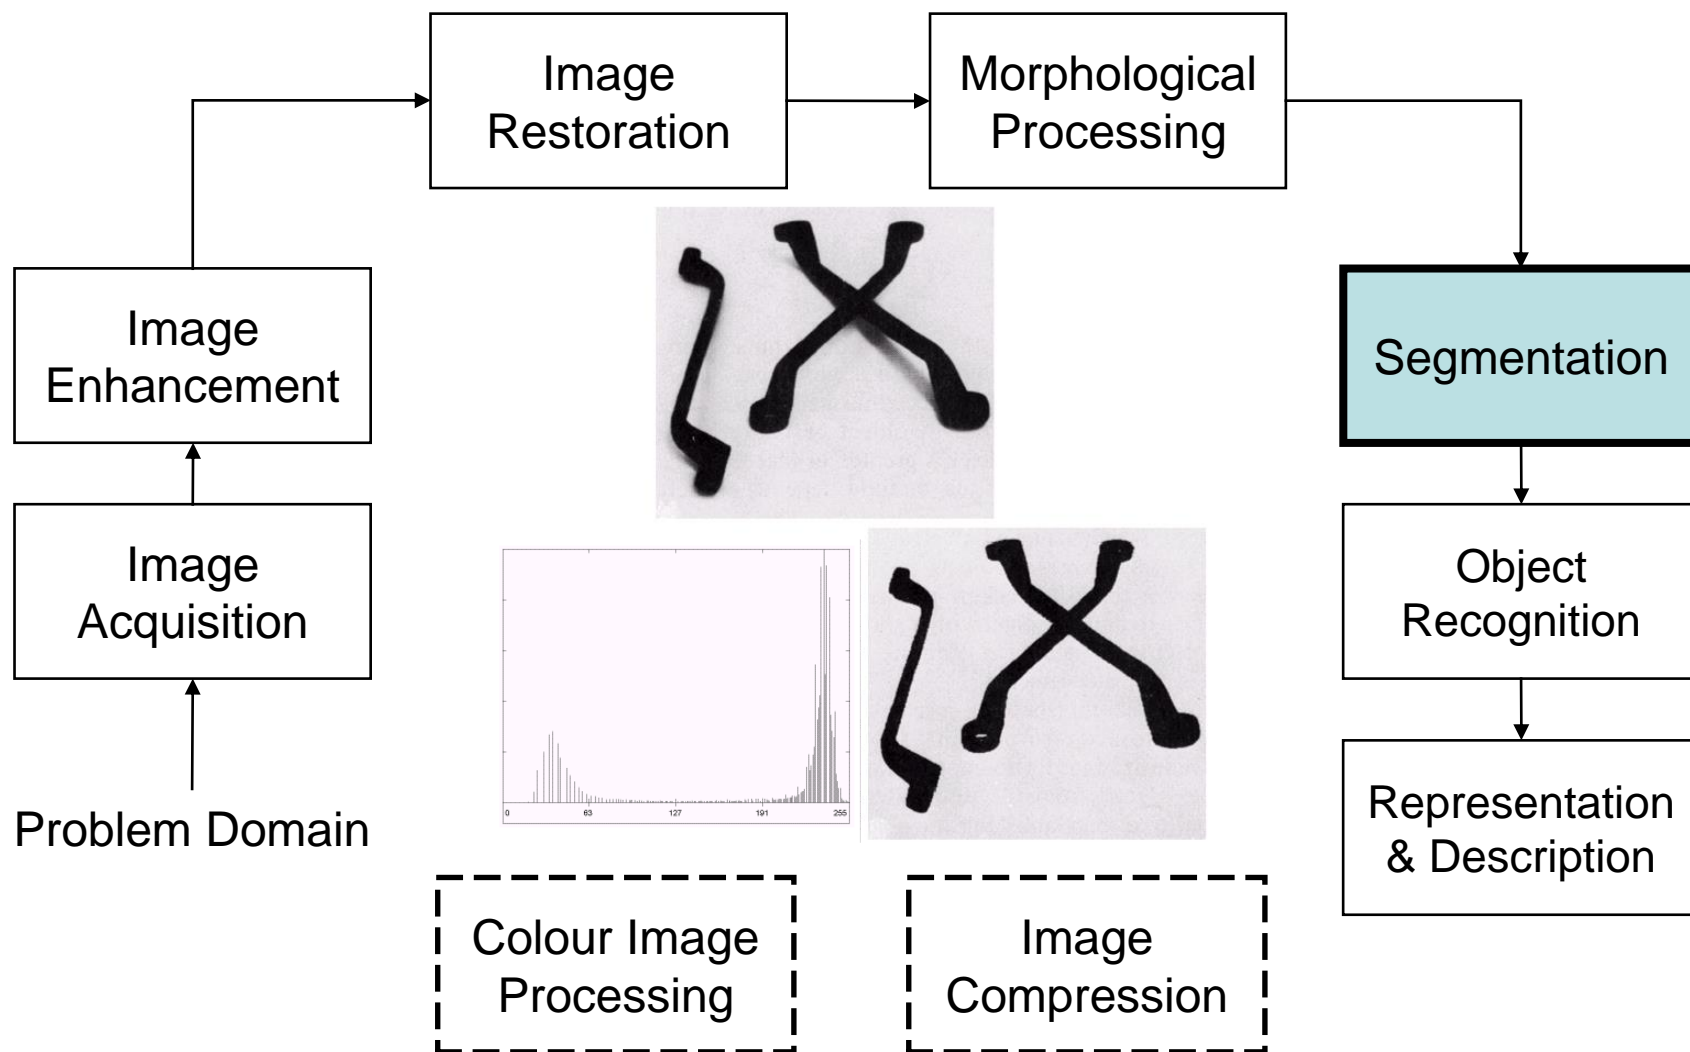 Image
Restoration
Morphological
Processing
Image
Enhancement
Segmentation
Image
Acquisition
Object
Recognition
0 63 127 191 255
Problem Domain
Representation
& Description
Colour Image
Processing
Image
Compression